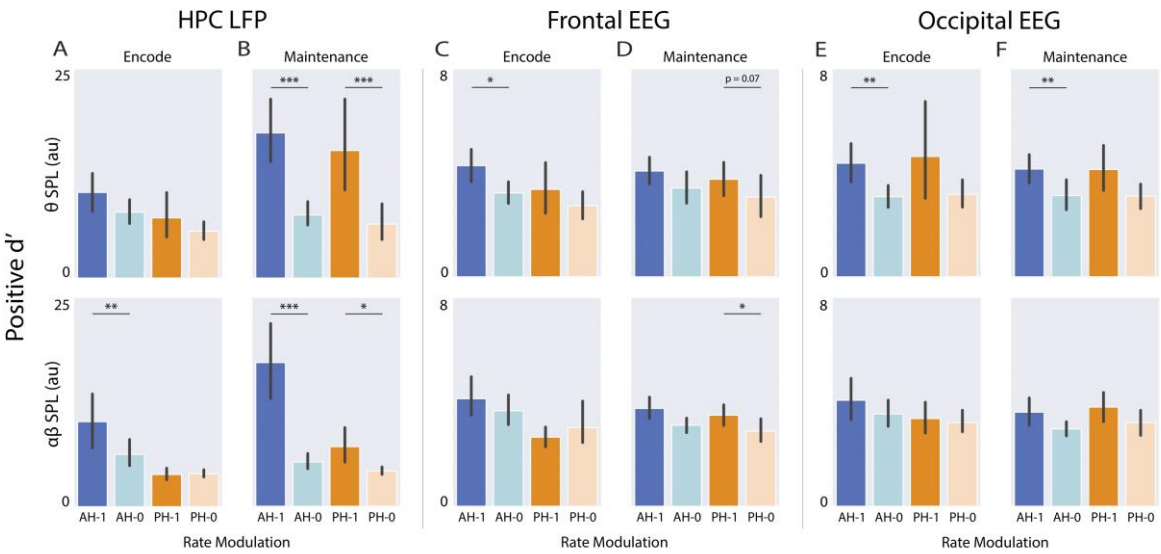 HPC LFP
Frontal EEG
Occipital EEG
A
B
C
D
E
F
Encode
Maintenance
Encode
Maintenance
Encode
Maintenance
25
***
***
8
*
p = 0.07
8
**
**
θ SPL (au)
0
0
0
Positive d'
25
**
***
*
8
*
8
αβ SPL (au)
0
0
0
AH-1 AH-0 PH-1 PH-0
AH-1 AH-0 PH-1 PH-0
AH-1 AH-0 PH-1 PH-0
AH-1 AH-0 PH-1 PH-0
AH-1 AH-0 PH-1 PH-0
AH-1 AH-0 PH-1 PH-0
Rate Modulation
Rate Modulation
Rate Modulation